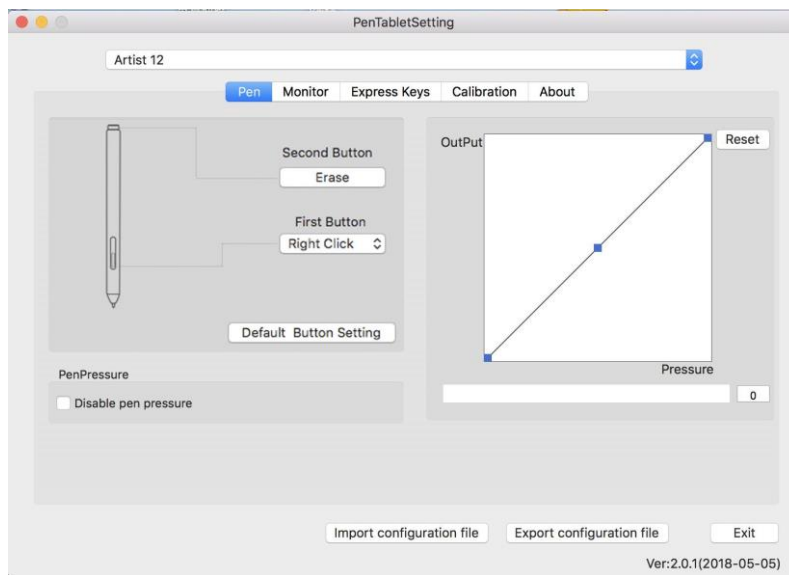 PenTabletSetting
Artist 12
Pen Monitor Express Keys Calibration About
Second Button
Erase
First Button
Right Click
Default Button Setting
PenPressure
Disable pen pressure
OutPut
Reset
Pressure
0
Import configuration file Export configuration file Exit
Ver:2.0.1(2018-05-05)